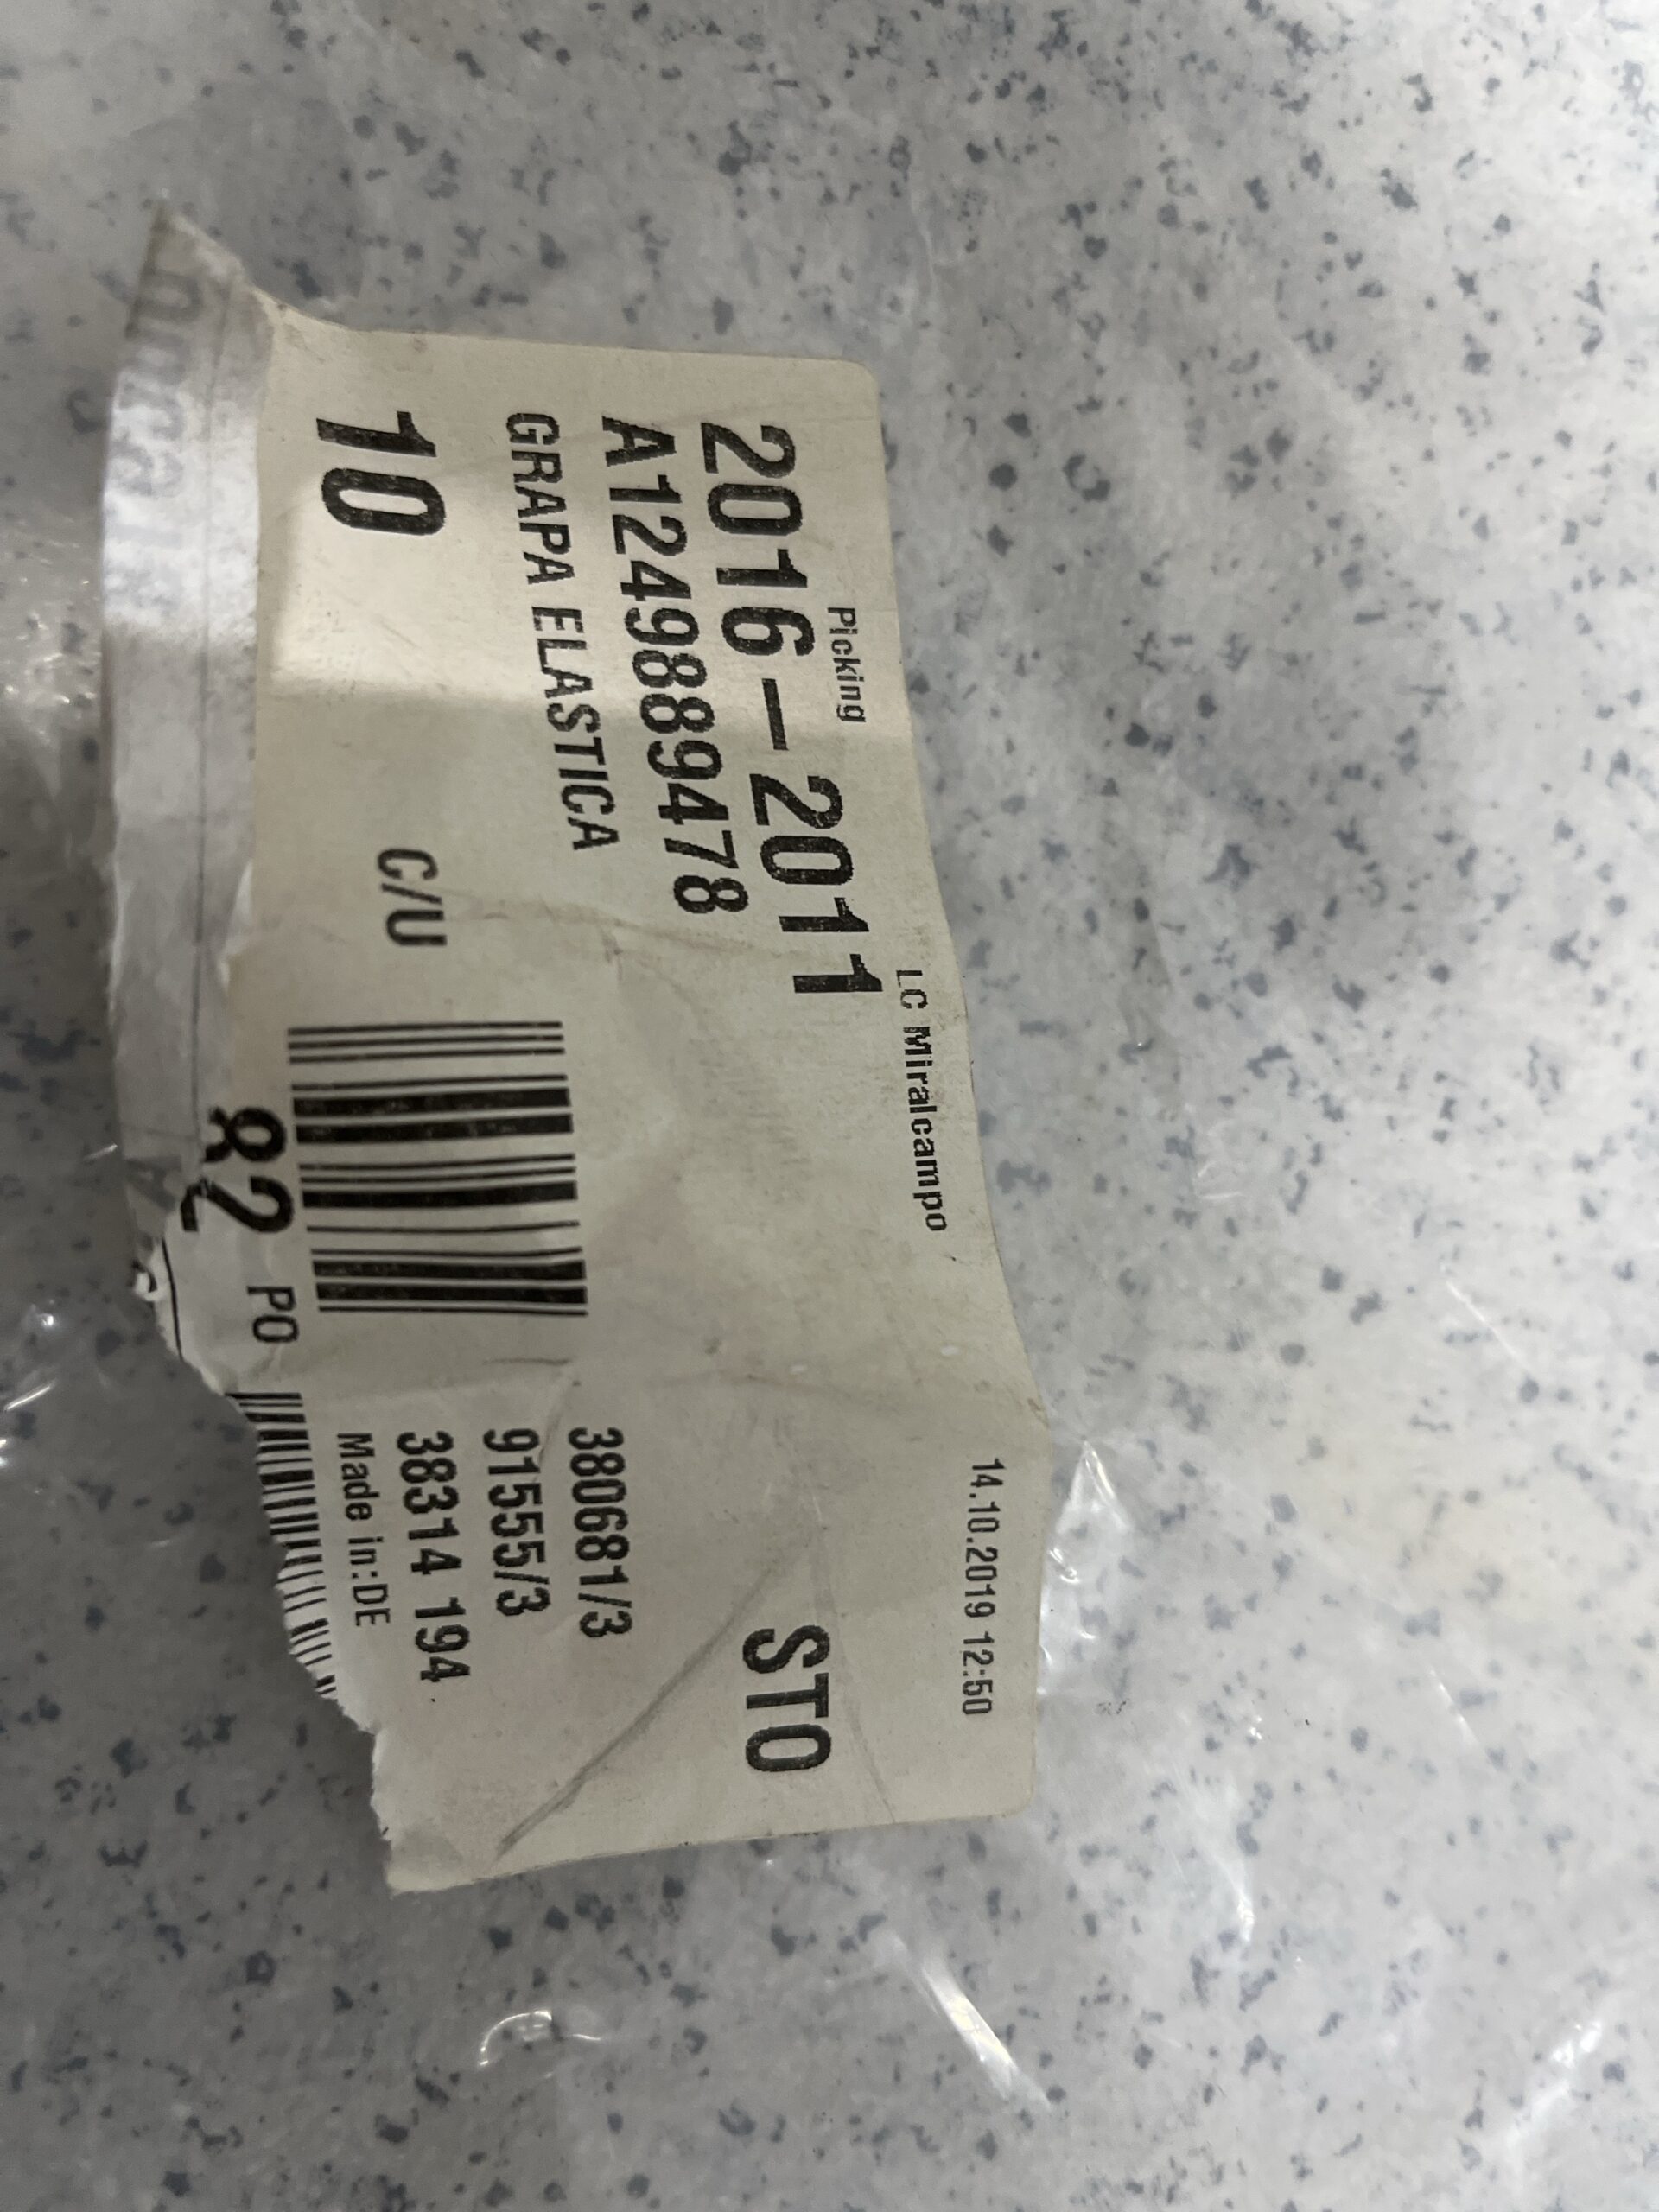 Picking LC Miralcampo 14.10.2019 12:50
2016-2011 STO
A1249889478
GRAPA ELASTICA
380681/3
91555/3
10 C/U 38314 194
Made in:DE
82 PO